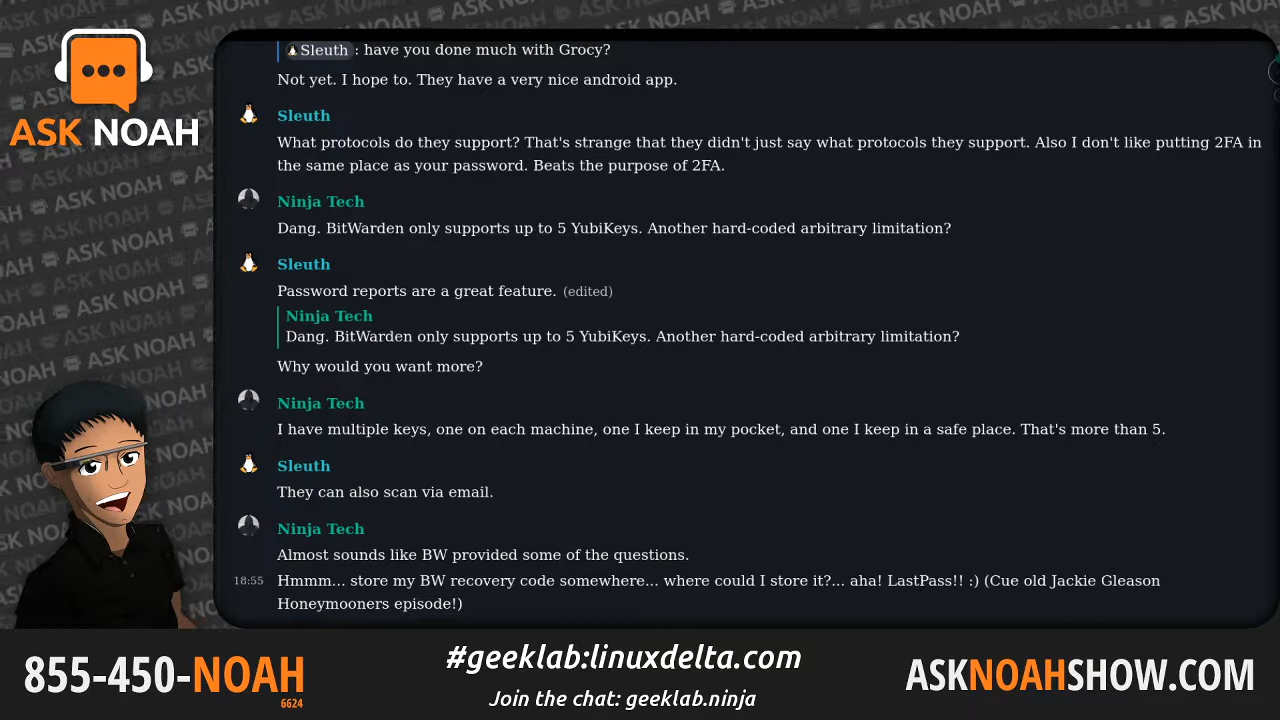 ASK NOAH
Sleuth : have you done much with Grocy?
Not yet. I hope to. They have a very nice android app.
Sleuth
What protocols do they support? That's strange that they didn't just say what protocols they support. Also I don't like putting 2FA in
the same place as your password. Beats the purpose of 2FA.
Ninja Tech
Dang. BitWarden only supports up to 5 YubiKeys. Another hard-coded arbitrary limitation?
Sleuth
Password reports are a great feature. (edited)
Ninja Tech
Dang. BitWarden only supports up to 5 YubiKeys. Another hard-coded arbitrary limitation?
Why would you want more?
Ninja Tech
I have multiple keys, one on each machine, one I keep in my pocket, and one I keep in a safe place. That's more than 5.
Sleuth
They can also scan via email.
Ninja Tech
Almost sounds like BW provided some of the questions.
18:55 Hmmm... store my BW recovery code somewhere... where could I store it?... aha! LastPass!! :) (Cue old Jackie Gleason
Honeymooners episode!)
855-450-NOAH
6624
#geeklab:linuxdelta.com
Join the chat: geeklab.ninja
ASKNOAHSHOW.COM